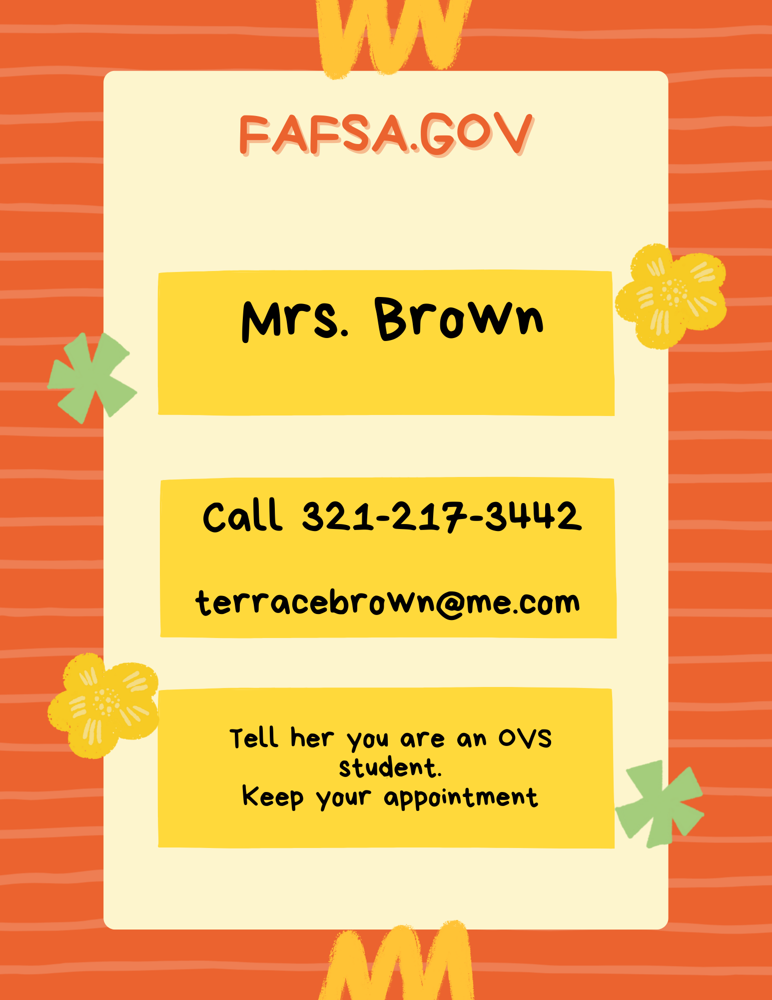 FAFSA.GOV
Mrs. Brown
Call 321-217-3442
terracebrown@me.com
Tell her you are an OVS
student.
Keep your appointment